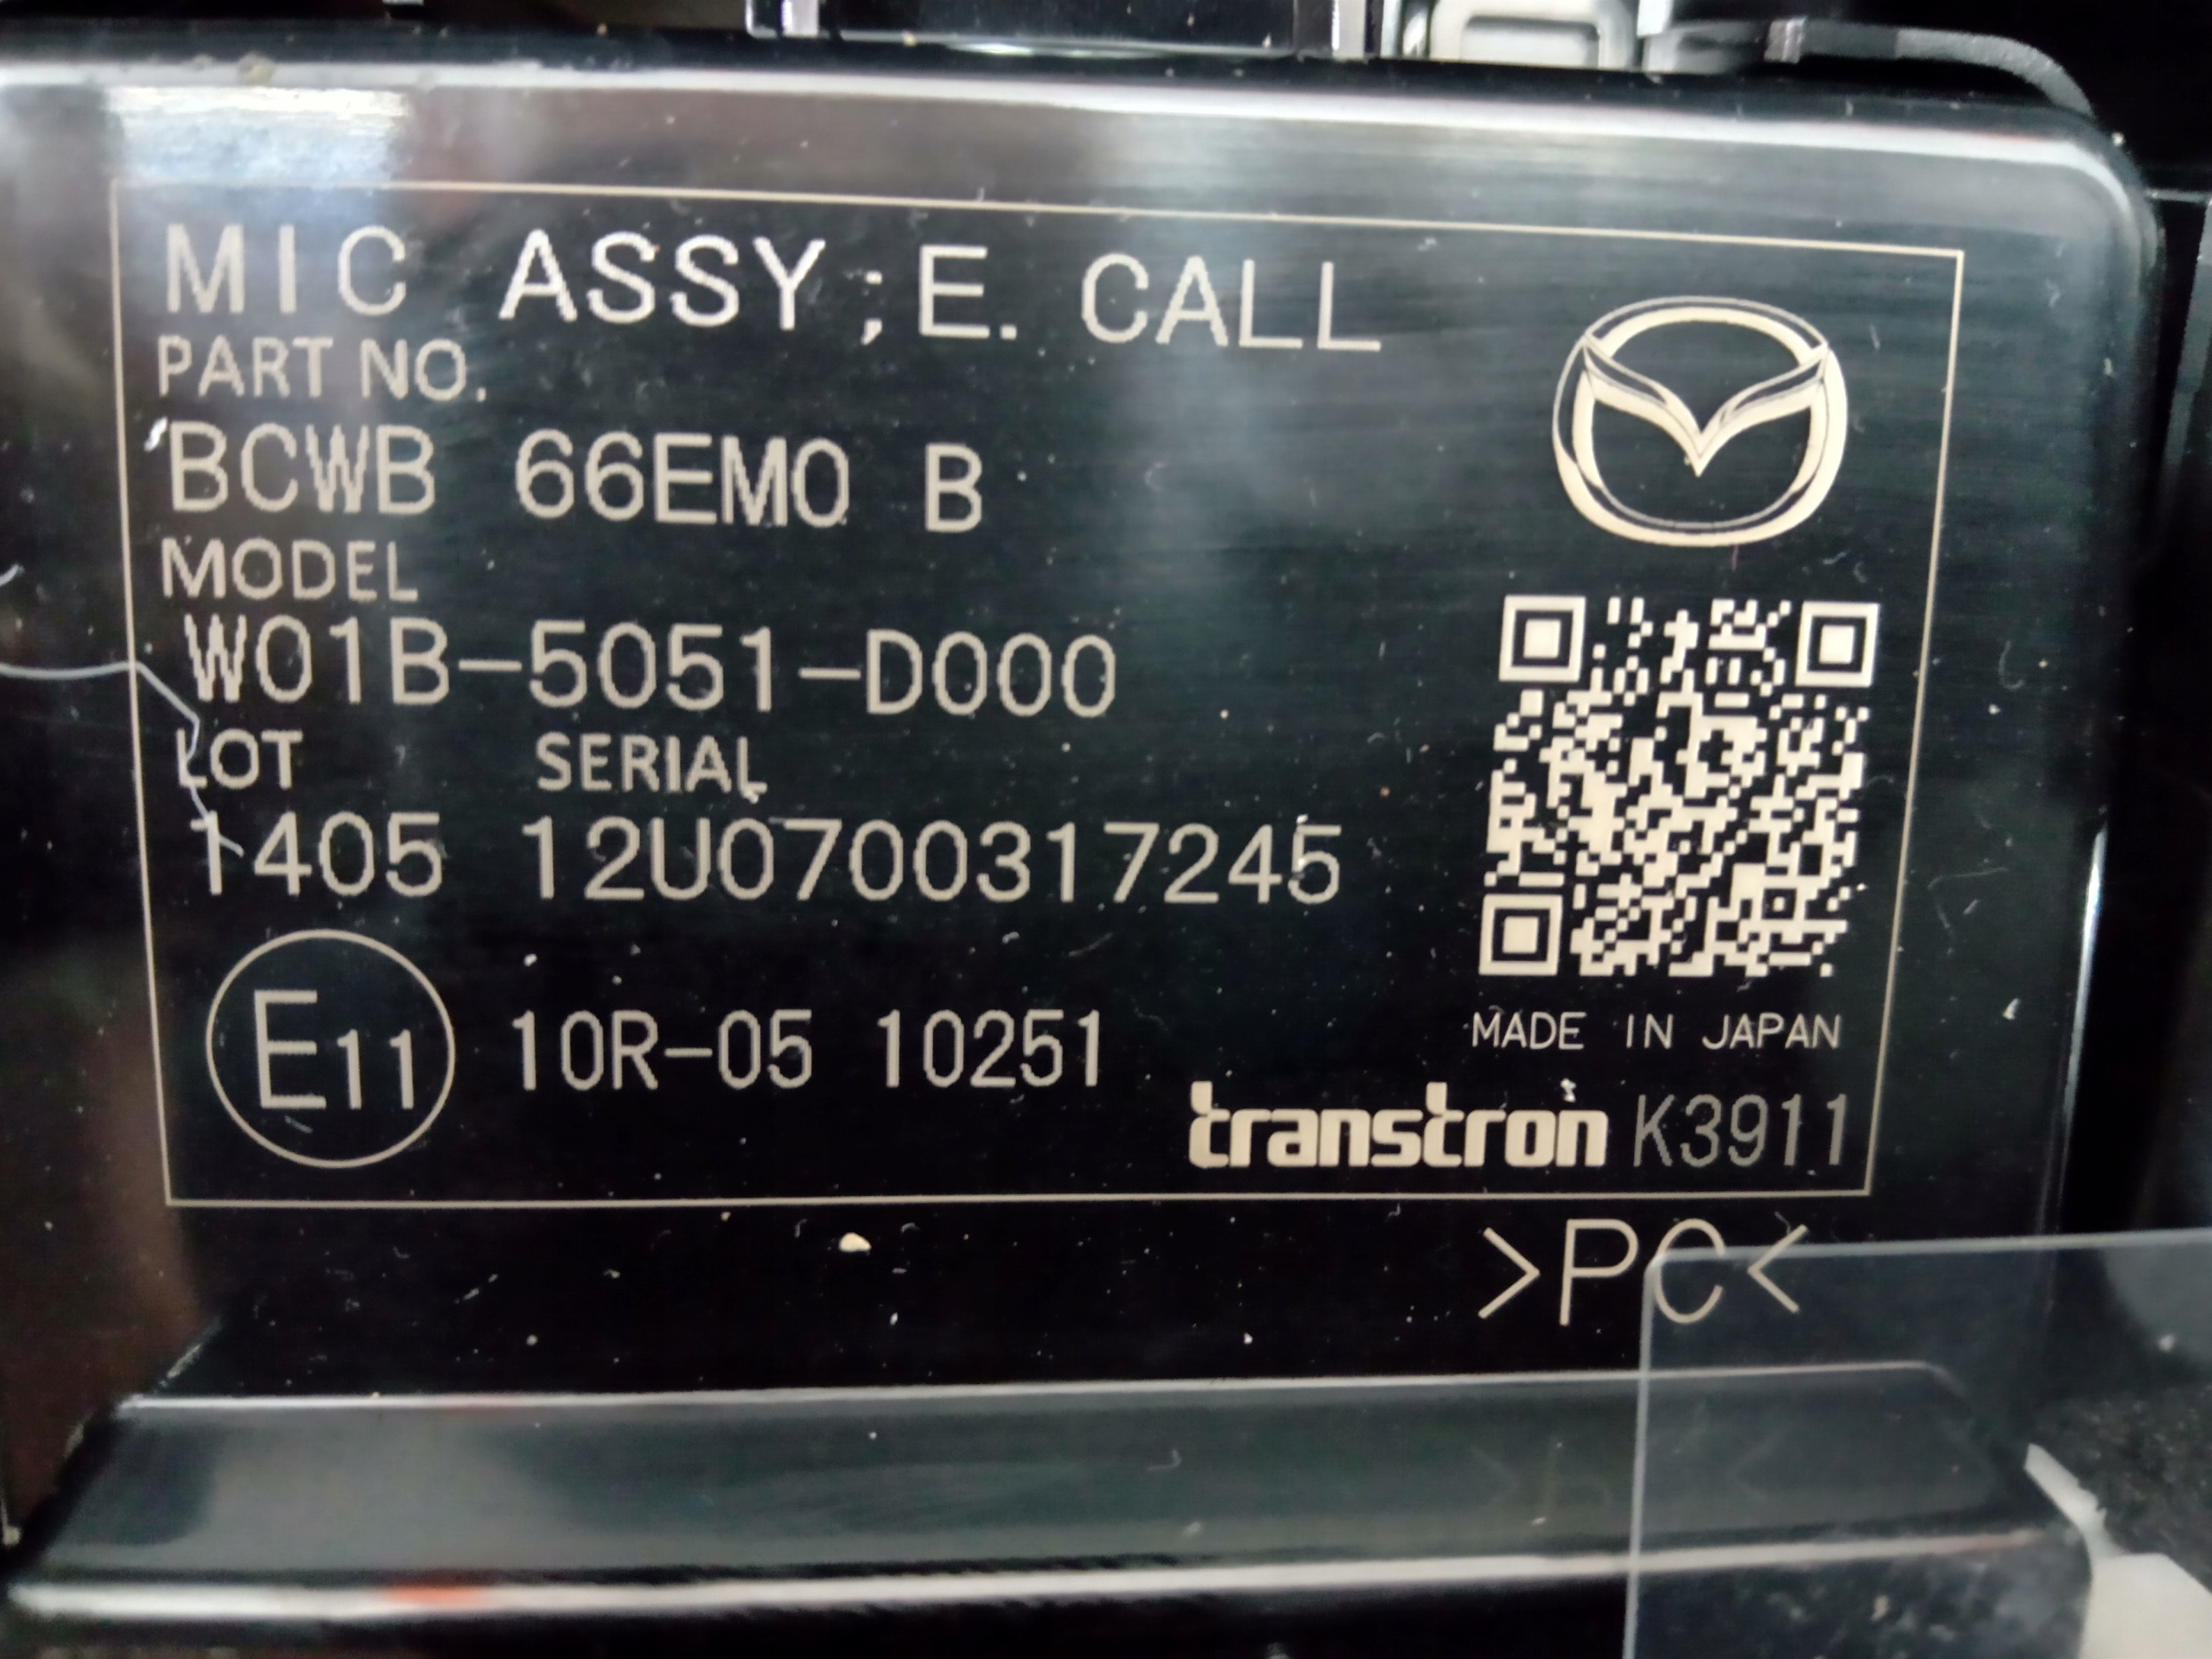 MIC ASSY;E. CALL
PART NO.
BCWB 66EM0 B
MODEL
W01B-5051-D000
LOT SERIAL
1405 12U0700317245
E11 10R-05 10251
MADE IN JAPAN
transtron K3911
>PC<